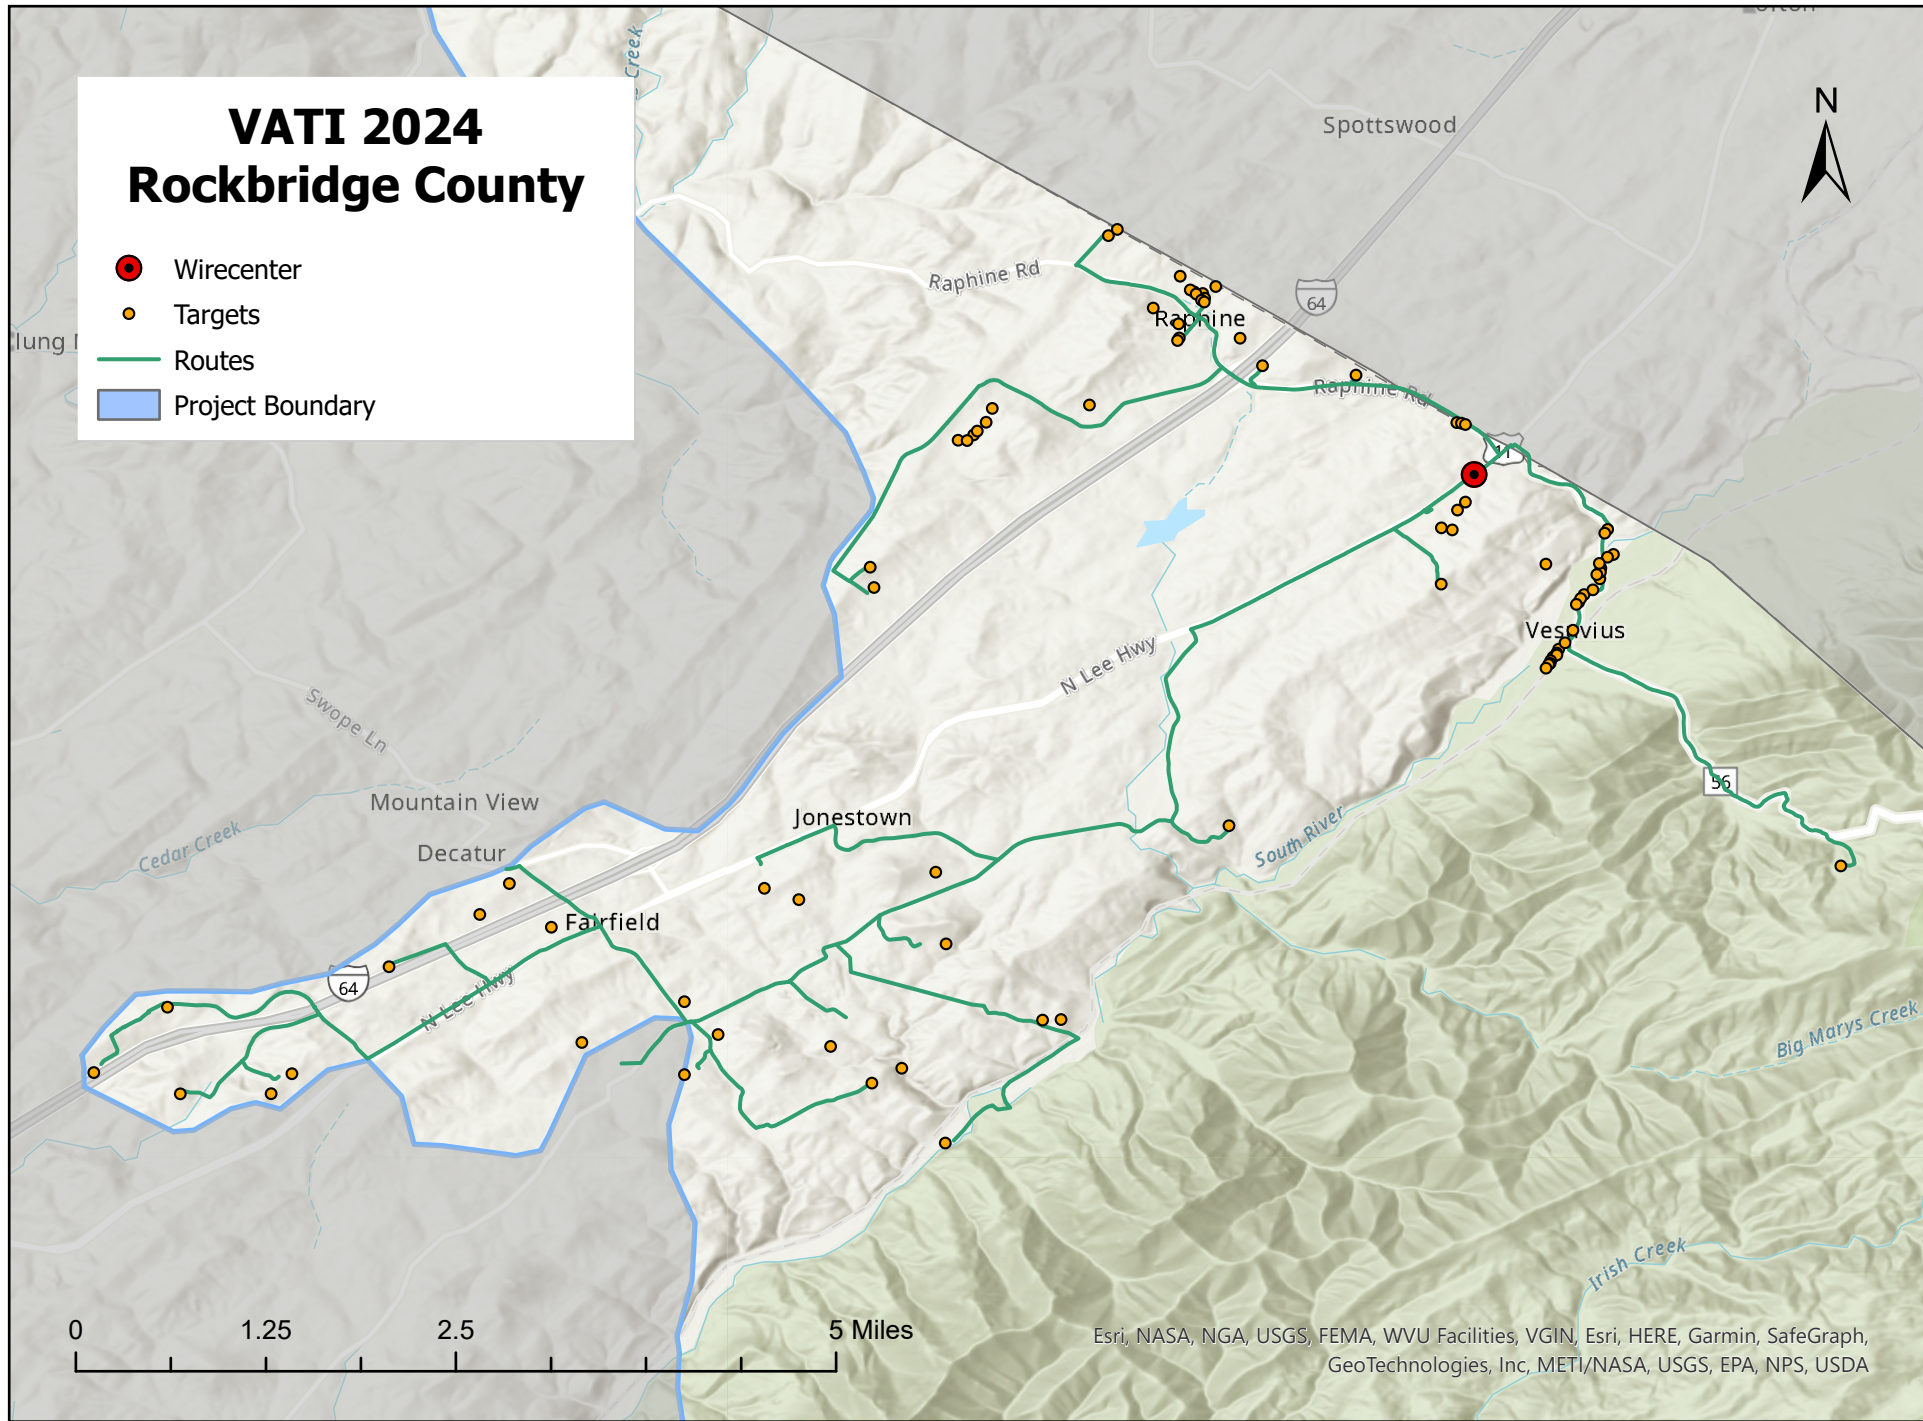 VATI 2024
Rockbridge County
Wirecenter
Targets
Routes
Project Boundary
Creek
Spottswood
N
Raphine Rd
64
Raphine
Raphine Rd
11
lung
N Lee Hwy
Vesuvius
Swope Ln
56
Mountain View
Jonestown
South River
Cedar Creek
Decatur
Fairfield
64
N Lee Hwy
Big Marys Creek
Irish Creek
0 1.25 2.5 5 Miles
Esri, NASA, NGA, USGS, FEMA, WVU Facilities, VGIN, Esri, HERE, Garmin, SafeGraph,
GeoTechnologies, Inc, METI/NASA, USGS, EPA, NPS, USDA